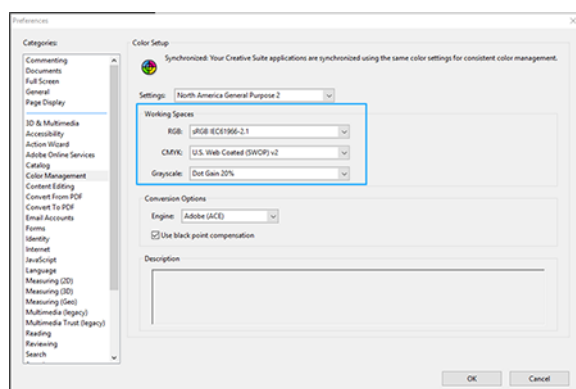 Preferences
Categories:
Commenting
Documents
Full Screen
General
Page Display
3D & Multimedia
Accessibility
Action Wizard
Adobe Online Services
Catalog
Color Management
Content Editing
Convert From PDF
Convert To PDF
Email Accounts
Forms
Identity
Internet
JavaScript
Language
Measuring (2D)
Measuring (3D)
Measuring (Geo)
Multimedia (legacy)
Multimedia Trust (legacy)
Reading
Reviewing
Search
Color Setup
Synchronized: Your Creative Suite applications are synchronized using the same color settings for consistent color management.
Settings: North America General Purpose 2
Working Spaces
RGB: sRGB IEC61966-2.1
CMYK: U.S. Web Coated (SWOP) v2
Grayscale: Dot Gain 20%
Conversion Options
Engine: Adobe (ACE)
Use black point compensation
Description
OK Cancel